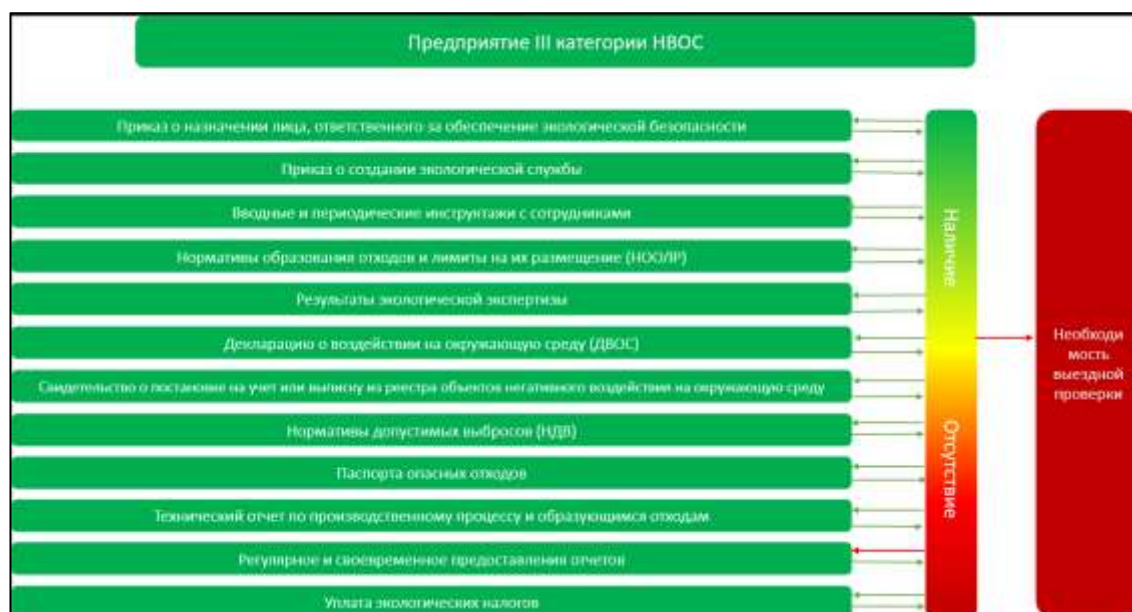 Предприятие III категории НВОС
Приказ о назначении лица, ответственного за обеспечение экологической безопасности
Приказ о создании экологической службы
Вводные и периодические инструктажи с сотрудниками
Нормативы образования отходов и лимиты на их размещение (НООЛР)
Результаты экологической экспертизы
Декларацию о воздействии на окружающую среду (ДВОС)
Свидетельство о постановке на учет или выписку из реестра объектов негативного воздействия на окружающую среду
Нормативы допустимых выбросов (НДВ)
Паспорта опасных отходов
Технический отчет по производственному процессу и образующимся отходам
Регулярное и своевременное предоставления отчетов
Уплата экологических налогов
Наличие
Отсутствие
Необходи
мость
выездной
проверки